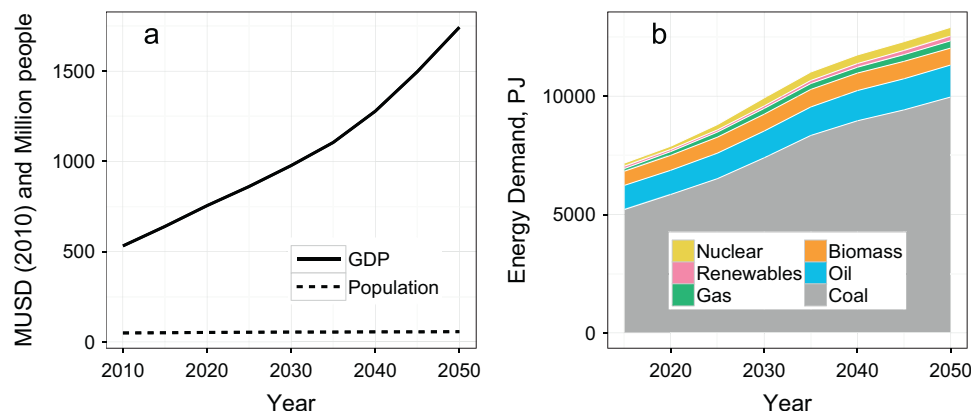 a
MUSD (2010) and Million people
1500
1000
500
0
GDP
Population
2010 2020 2030 2040 2050
Year
b
Energy Demand, PJ
10000
5000
0
Nuclear Biomass
Renewables Oil
Gas Coal
2020 2030 2040 2050
Year